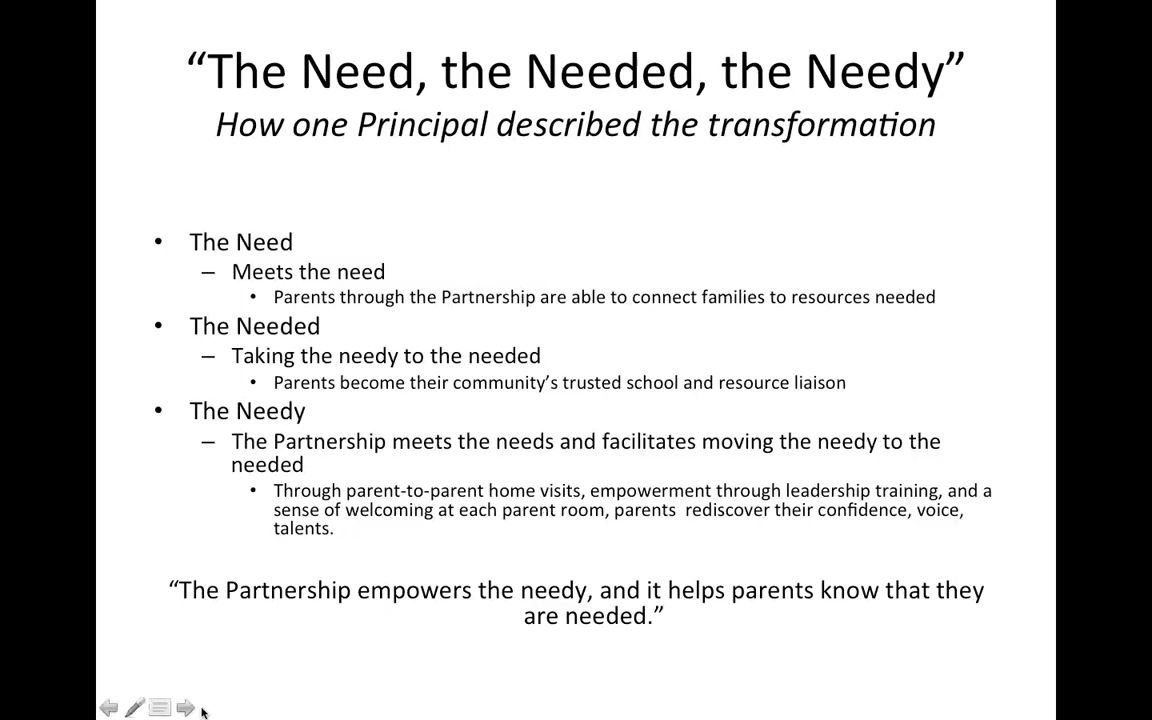 “The Need, the Needed, the Needy”
How one Principal described the transformation
• The Need
– Meets the need
• Parents through the Partnership are able to connect families to resources needed
• The Needed
– Taking the needy to the needed
• Parents become their community’s trusted school and resource liaison
• The Needy
– The Partnership meets the needs and facilitates moving the needy to the
needed
• Through parent-to-parent home visits, empowerment through leadership training, and a
sense of welcoming at each parent room, parents  rediscover their confidence, voice,
talents.
“The Partnership empowers the needy, and it helps parents know that they
are needed.”